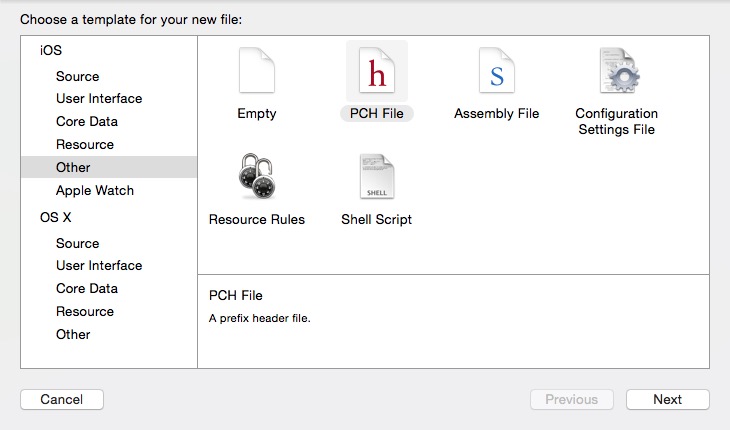 Choose a template for your new file:
iOS
Source
User Interface
Core Data
Resource
Other
Apple Watch
OS X
Source
User Interface
Core Data
Resource
Other
Empty
h
PCH File
S
Assembly File
Configuration
Settings File
Resource Rules
SHELL
Shell Script
PCH File
A prefix header file.
Cancel
Previous
Next